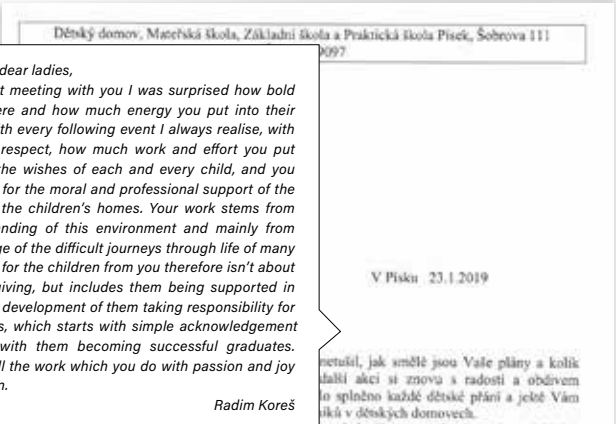 Dětský domov, Mateřská škola, Základní škola a Praktická škola Písek, Šobrova 111
9097
dear ladies,
t meeting with you I was surprised how bold
ere and how much energy you put into their
th every following event I always realise, with
respect, how much work and effort you put
the wishes of each and every child, and you
for the moral and professional support of the
the children's homes. Your work stems from
nding of this environment and mainly from
ge of the difficult journeys through life of many
for the children from you therefore isn't about
giving, but includes them being supported in
development of them taking responsibility for
s, which starts with simple acknowledgement
with them becoming successful graduates.
ll the work which you do with passion and joy
n.
Radim Koreš
V Písku 23.1.2019
netušil, jak smělé jsou Vaše plány a kolik
další akci si znovu s radostí a obdivem
lo splněno každé dětské přání a ještě Vám
íků v dětských domovech.